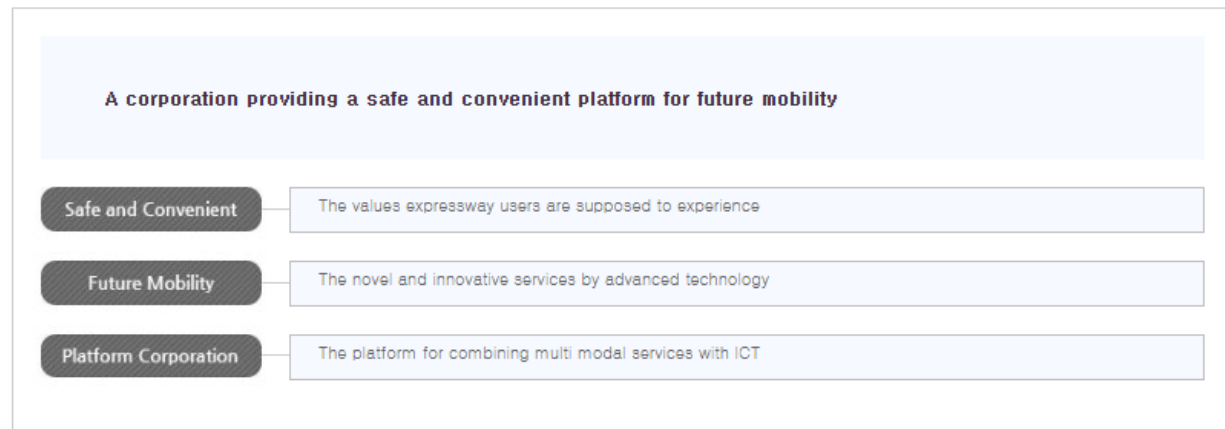 A corporation providing a safe and convenient platform for future mobility
Safe and Convenient
The values expressway users are supposed to experience
Future Mobility
The novel and innovative services by advanced technology
Platform Corporation
The platform for combining multi modal services with ICT